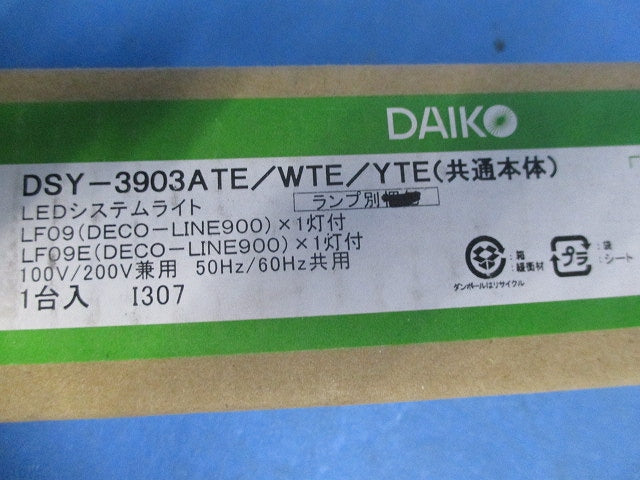 DAIKO
DSY-3903ATE/WTE/YTE(共通本体)
LEDシステムライト ランプ別
LF09(DECO-LINE900)×1灯付
LF09E(DECO-LINE900)×1灯付
100V/200V兼用 50Hz/60Hz共用
1台入 I307
:箱
:緩衝材
ダンボールはリサイクル
プラ
:袋
:シート